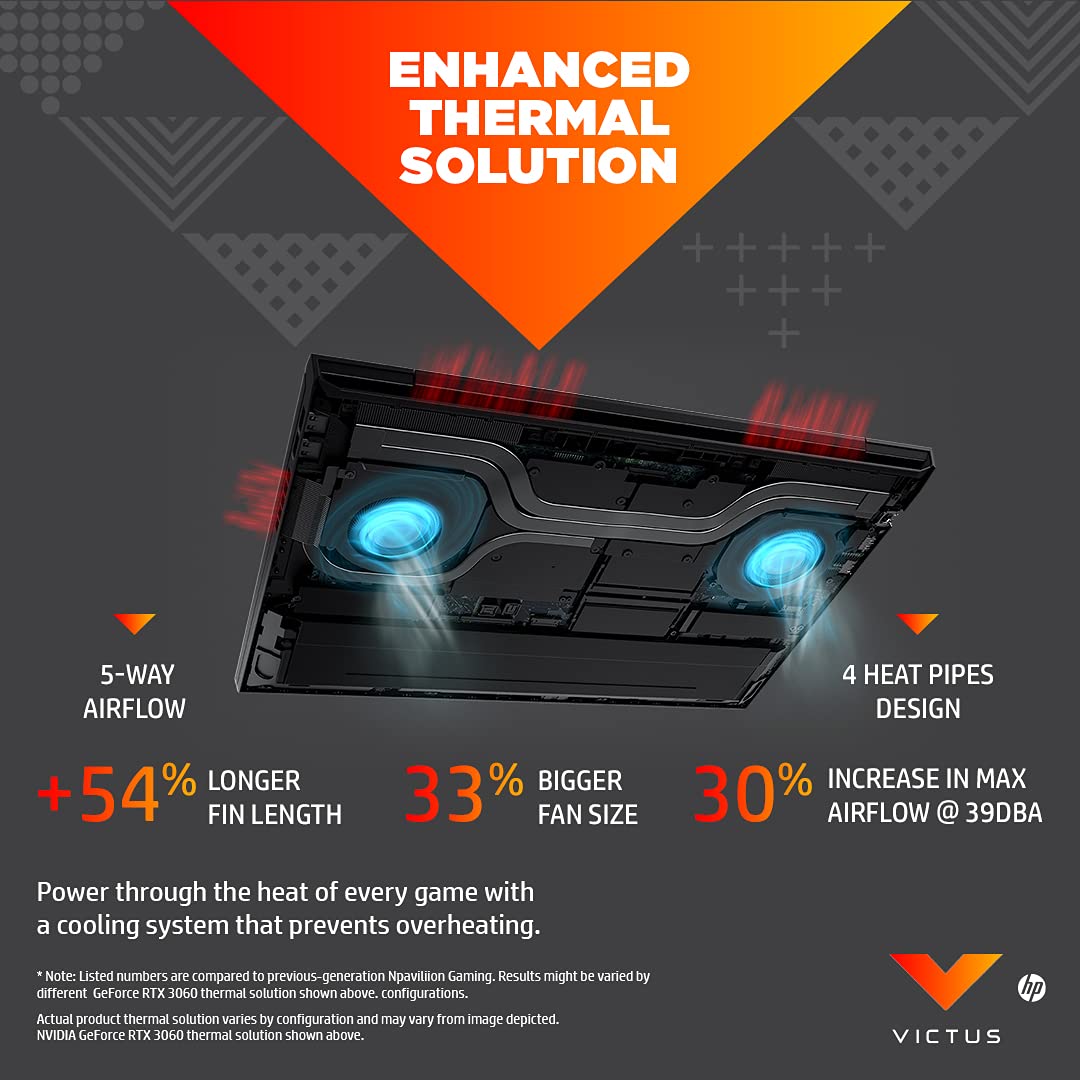 ENHANCED
THERMAL
SOLUTION
5-WAY
AIRFLOW
4 HEAT PIPES
DESIGN
+54% LONGER
FIN LENGTH
33% BIGGER
FAN SIZE
30% INCREASE IN MAX
AIRFLOW @ 39DBA
Power through the heat of every game with
a cooling system that prevents overheating.
* Note: Listed numbers are compared to previous-generation Npaviliion Gaming. Results might be varied by
different GeForce RTX 3060 thermal solution shown above. configurations.
Actual product thermal solution varies by configuration and may vary from image depicted.
NVIDIA GeForce RTX 3060 thermal solution shown above.
VICTUS
hp